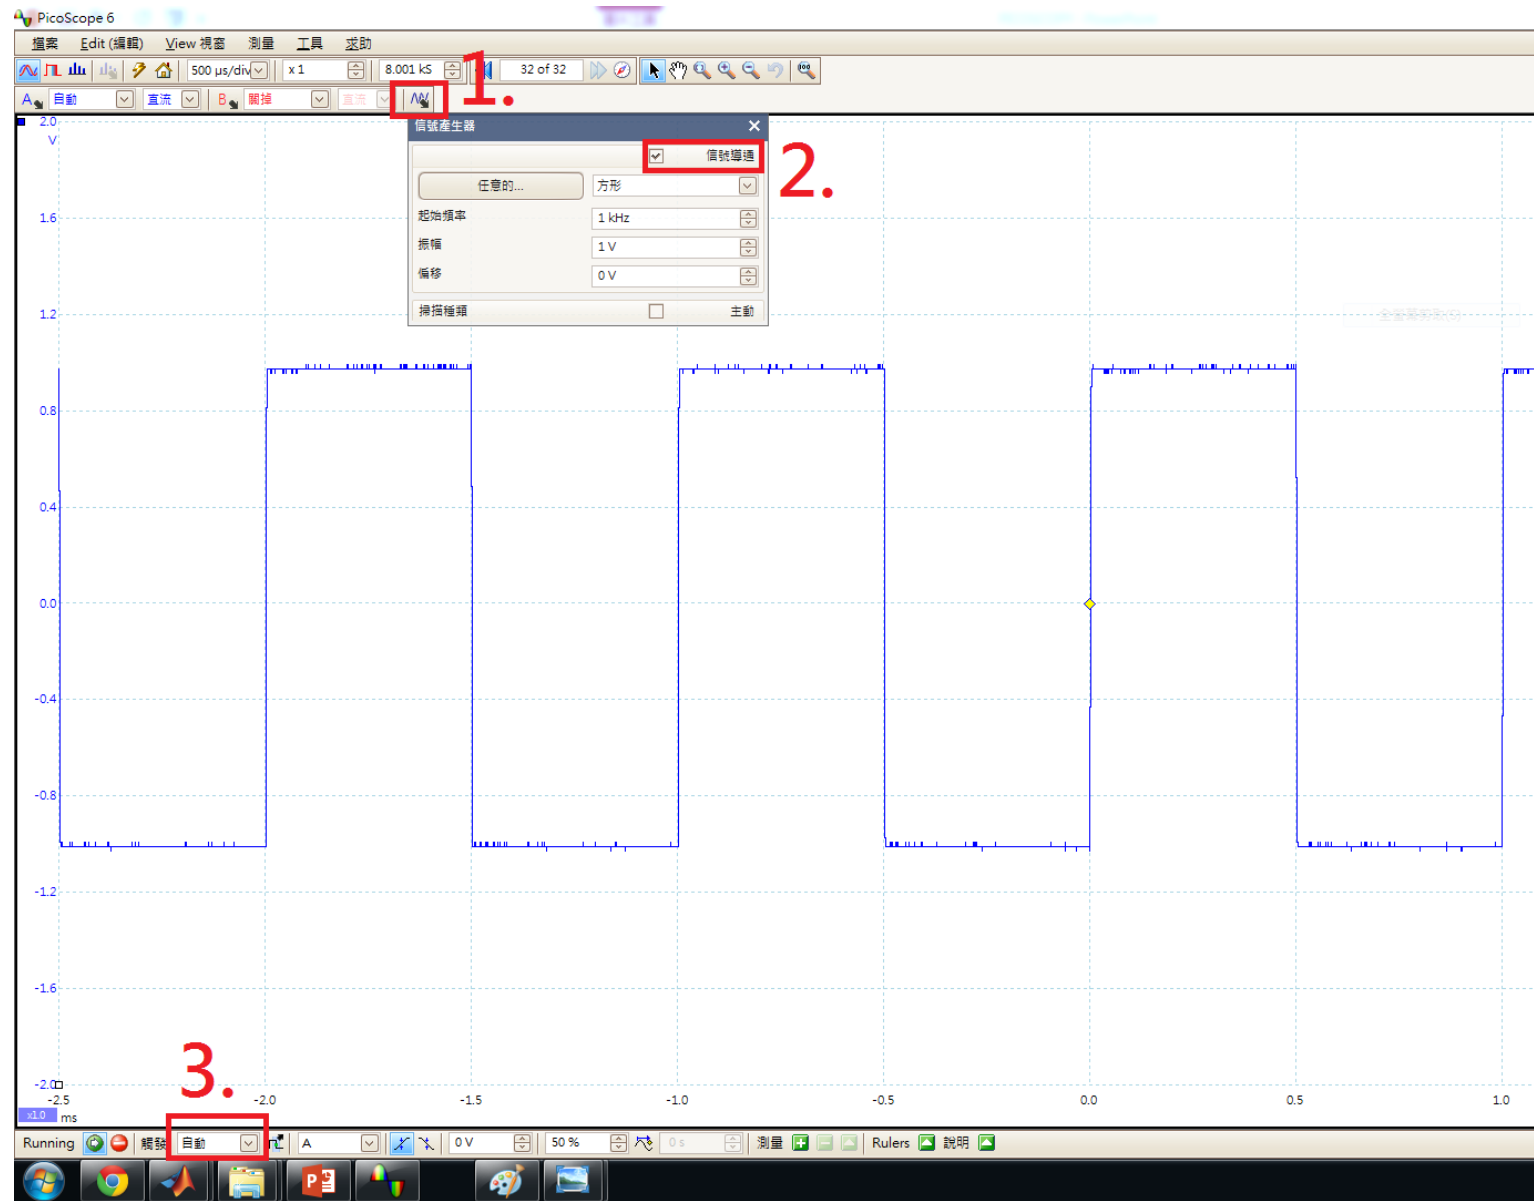 PicoScope 6
檔案 Edit (編輯) View 視窗 測量 工具 求助
500 µs/div x 1 8.001 kS 32 of 32
1.
A 自動 直流 B 關掉 直流
信號產生器
信號導通
2.
任意的... 方形
起始頻率 1 kHz
振幅 1 V
偏移 0 V
掃描種類 主動
2.0
V
1.6
1.2
0.8
0.4
0.0
-0.4
-0.8
-1.2
-1.6
-2.0
3.
-2.5 -2.0 -1.5 -1.0 -0.5 0.0 0.5 1.0
x1.0 ms
Running 觸發 自動 A 0 V 50 % 0 s 測量 Rulers 說明